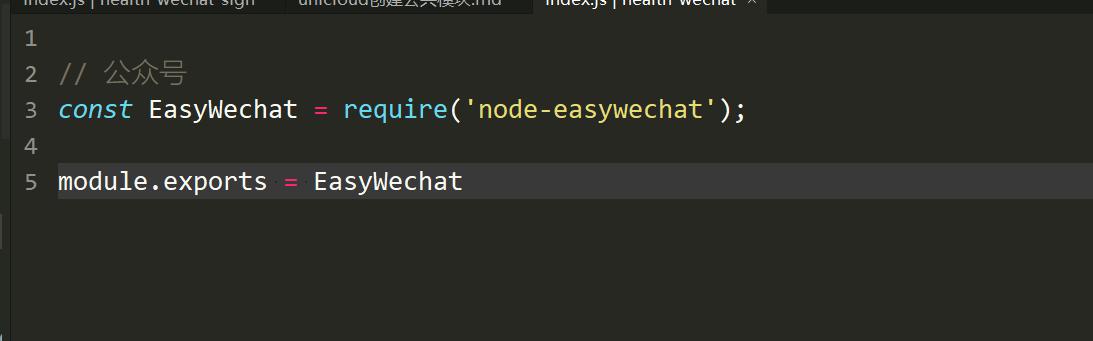 index.js | health-wechat-sign unicloud创建公共模块.md index.js | health-wechat ×
1
2 // 公众号
3 const EasyWechat = require('node-easywechat');
4
5 module.exports = EasyWechat